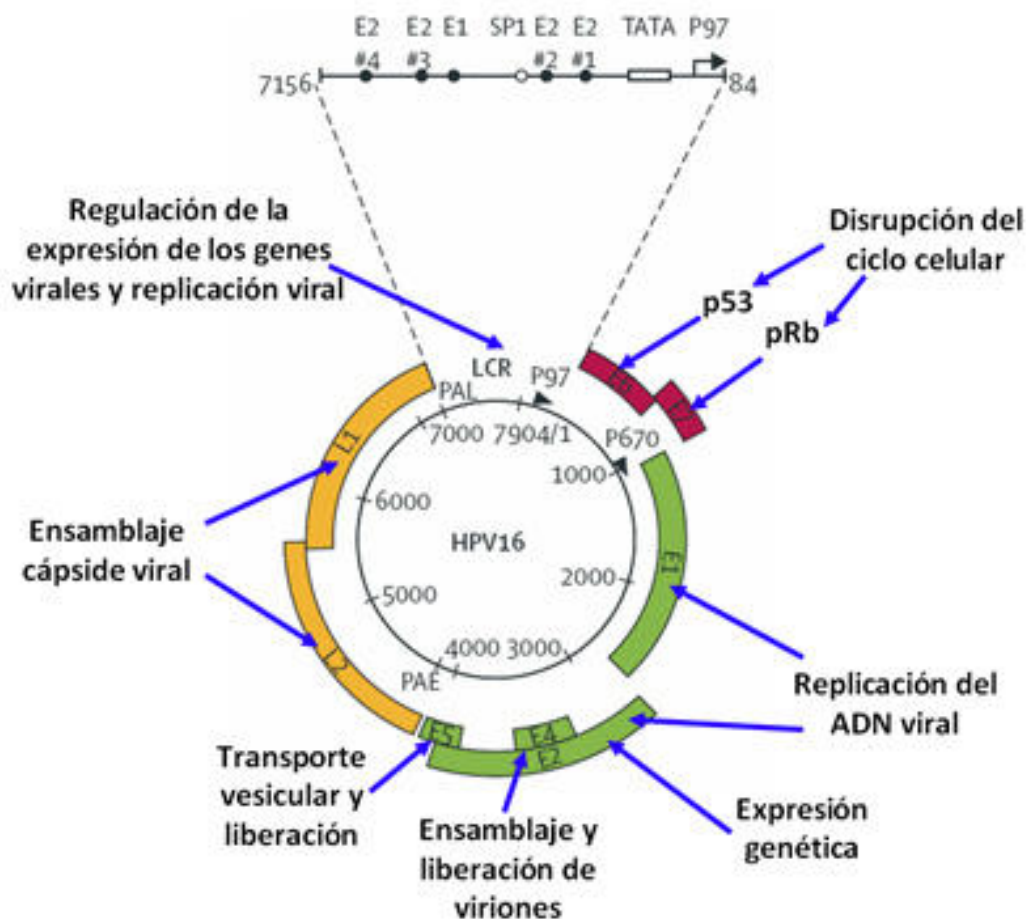 E2 E2 E1 SP1 E2 E2 TATA P97
#4 #3 #2 #1
7156 84
Regulación de la
expresión de los genes
virales y replicación viral
Disrupción del
ciclo celular
p53
pRb
LCR
P97
PAL
7000
7904/1
P670
1000
E6
E7
L1
6000
HPV16
E1
2000
Ensamblaje
cápside viral
5000
4000
3000
PAE
L2
E5
E4
E2
Replicación del
ADN viral
Transporte
vesicular y
liberación
Ensamblaje y
liberación de
viriones
Expresión
genética